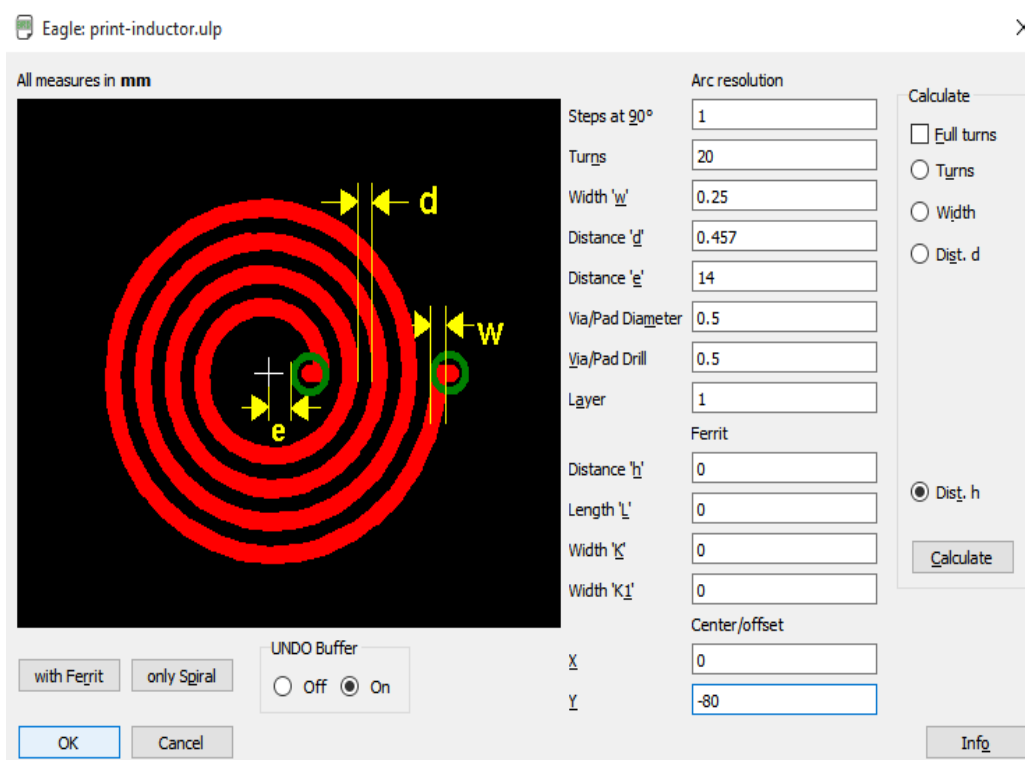 Eagle: print-inductor.ulp
All measures in mm
d
w
e
with Ferrit
only Spiral
UNDO Buffer
Off
On
OK
Cancel
Arc resolution
Steps at 90°
1
Turns
20
Width 'w'
0.25
Distance 'd'
0.457
Distance 'e'
14
Via/Pad Diameter
0.5
Via/Pad Drill
0.5
Layer
1
Ferrit
Distance 'h'
0
Length 'L'
0
Width 'K'
0
Width 'K1'
0
Center/offset
X
0
Y
-80
Calculate
Full turns
Turns
Width
Dist. d
Dist. h
Calculate
Info